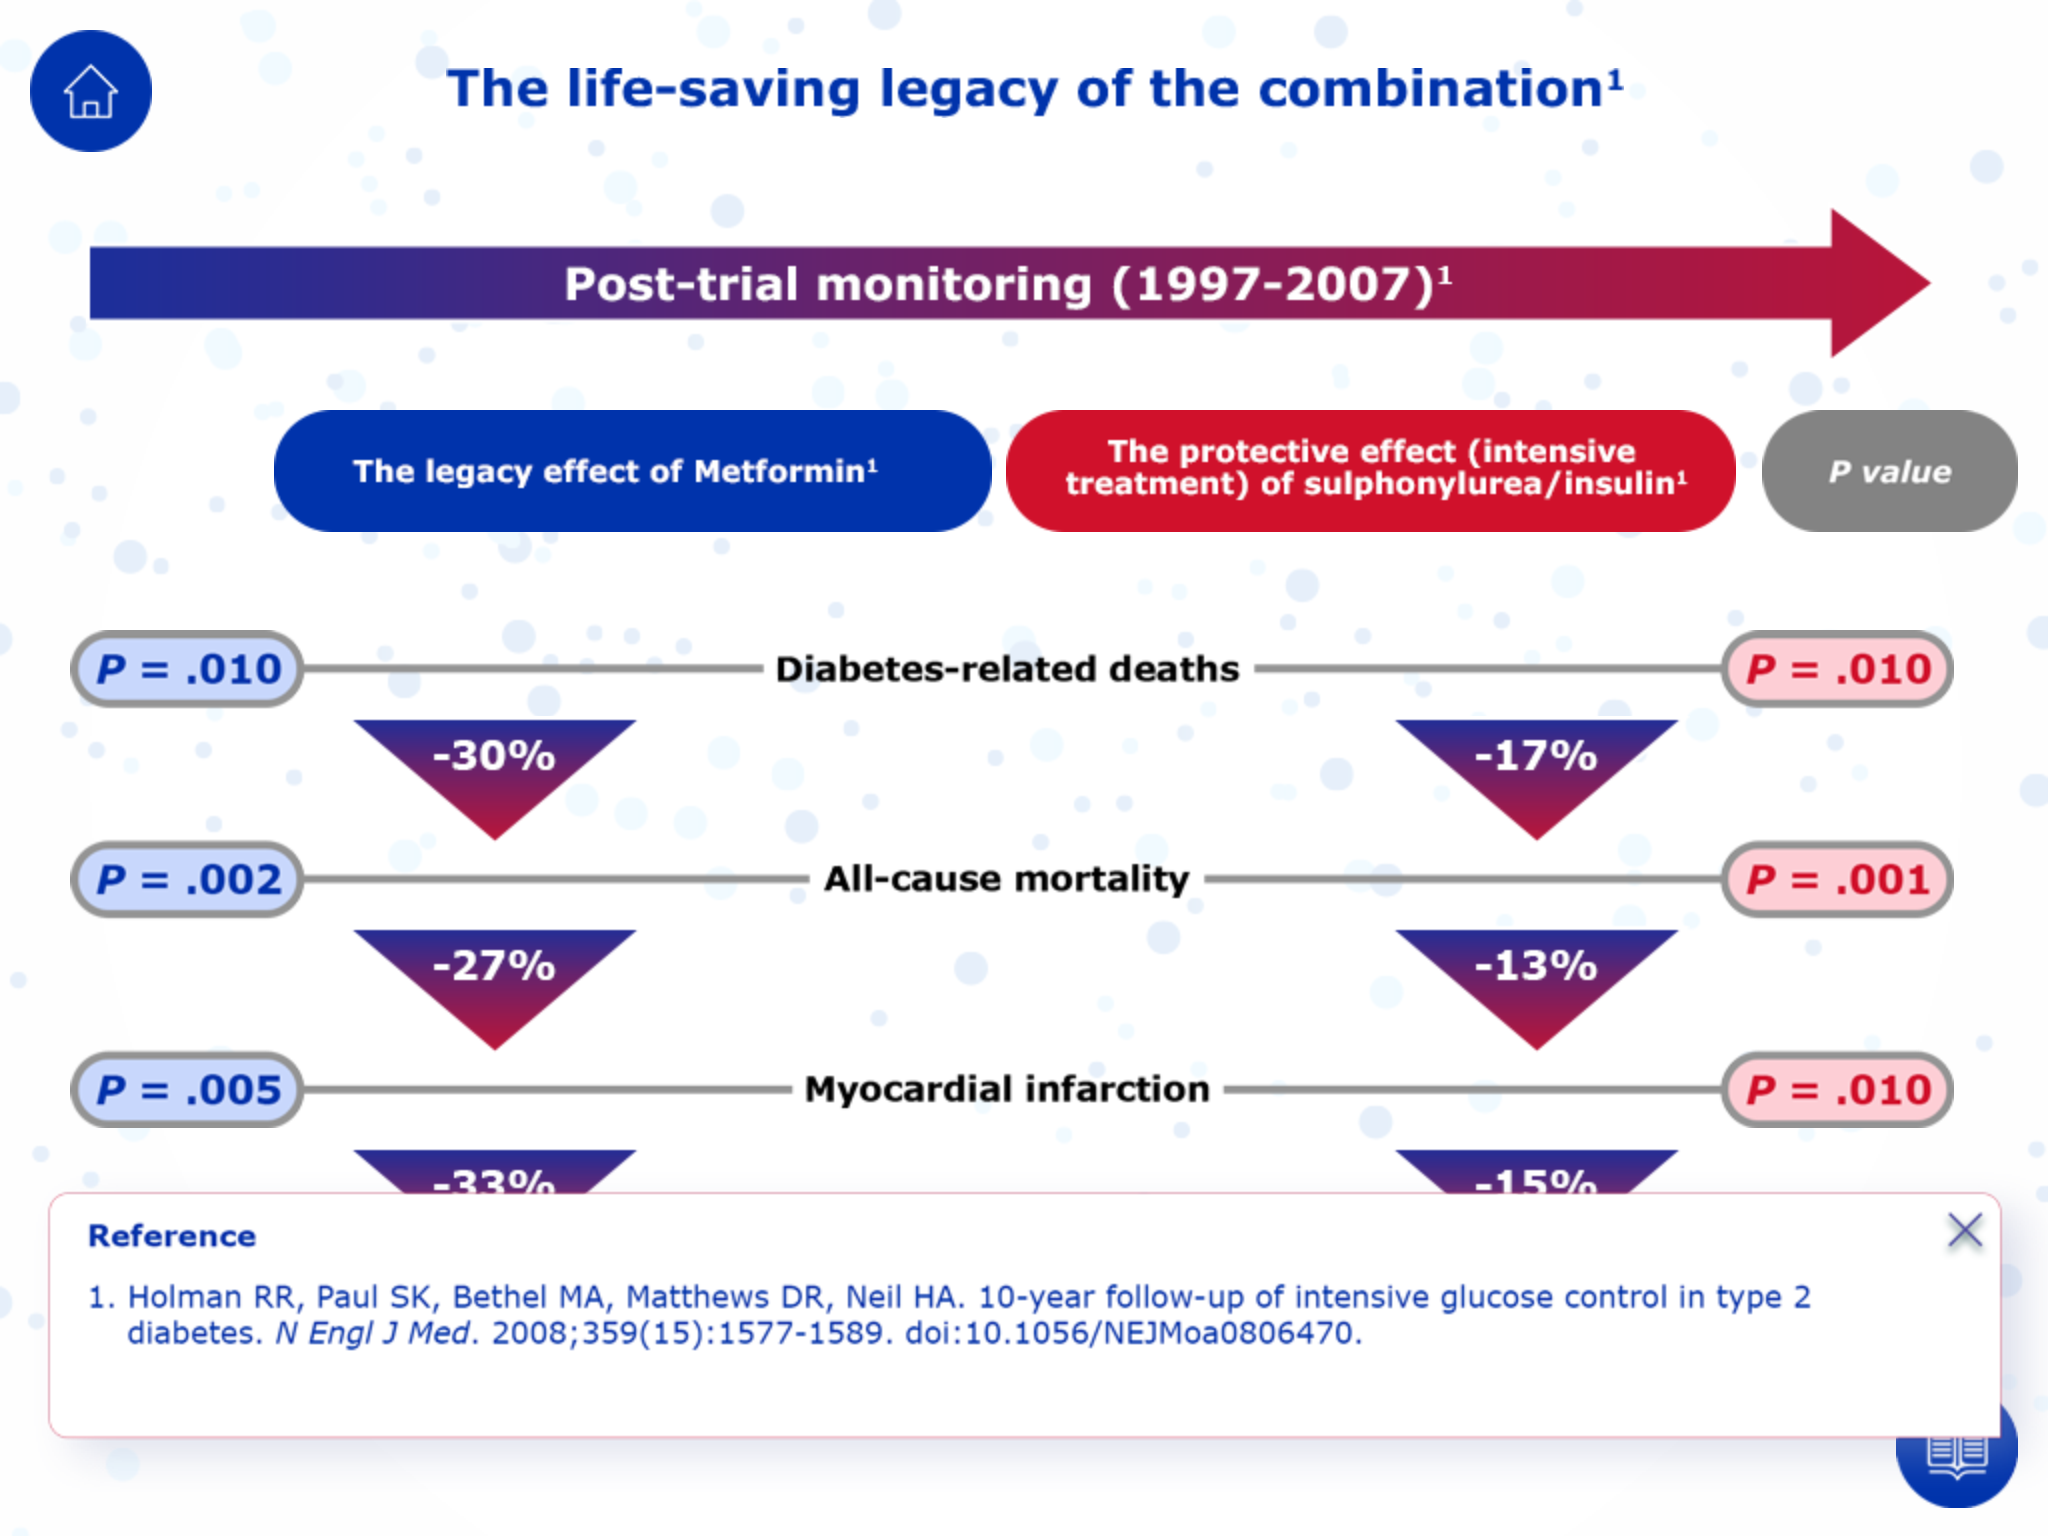 The life-saving legacy of the combination¹
Post-trial monitoring (1997-2007)¹
The legacy effect of Metformin¹
The protective effect (intensive
treatment) of sulphonylurea/insulin¹
P value
P = .010
Diabetes-related deaths
P = .010
-30%
-17%
P = .002
All-cause mortality
P = .001
-27%
-13%
P = .005
Myocardial infarction
P = .010
-33%
-15%
Reference
1. Holman RR, Paul SK, Bethel MA, Matthews DR, Neil HA. 10-year follow-up of intensive glucose control in type 2
diabetes. N Engl J Med. 2008;359(15):1577-1589. doi:10.1056/NEJMoa0806470.